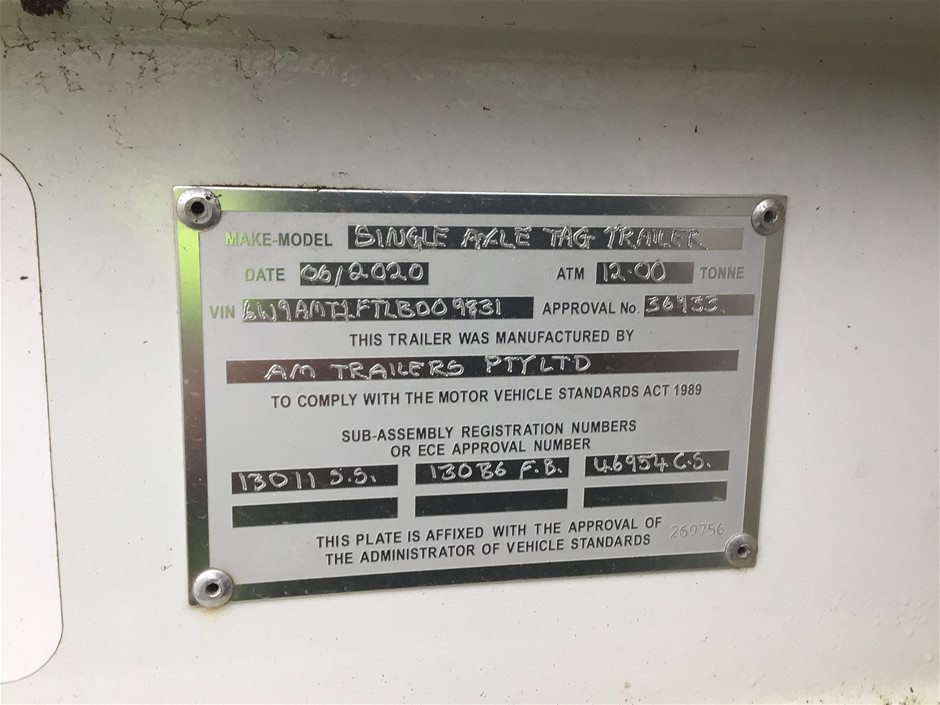 MAKE-MODEL SINGLE AXLE TAG TRAILER
DATE 06/2020 ATM 12.00 TONNE
VIN APPROVAL No. 36933
THIS TRAILER WAS MANUFACTURED BY
AM TRAILERS PTY LTD
TO COMPLY WITH THE MOTOR VEHICLE STANDARDS ACT 1989
SUB-ASSEMBLY REGISTRATION NUMBERS
OR ECE APPROVAL NUMBER
13011 S.S. 13086 F.B. 46954 C.S.
THIS PLATE IS AFFIXED WITH THE APPROVAL OF
THE ADMINISTRATOR OF VEHICLE STANDARDS 269756